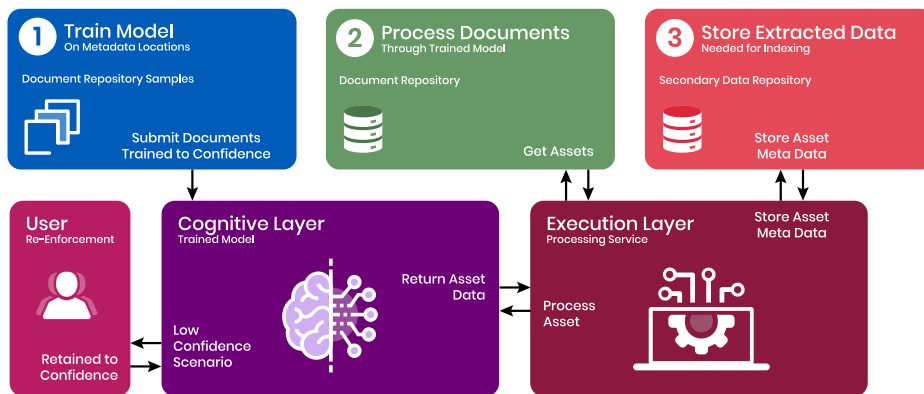 1
Train Model
On Metadata Locations
Document Repository Samples
Submit Documents
Trained to Confidence
2
Process Documents
Through Trained Model
Document Repository
Get Assets
3
Store Extracted Data
Needed for Indexing
Secondary Data Repository
Store Asset
Meta Data
User
Re-Enforcement
Retained to
Confidence
Cognitive Layer
Trained Model
Low
Confidence
Scenario
Return Asset
Data
Execution Layer
Processing Service
Process
Asset
Store Asset
Meta Data